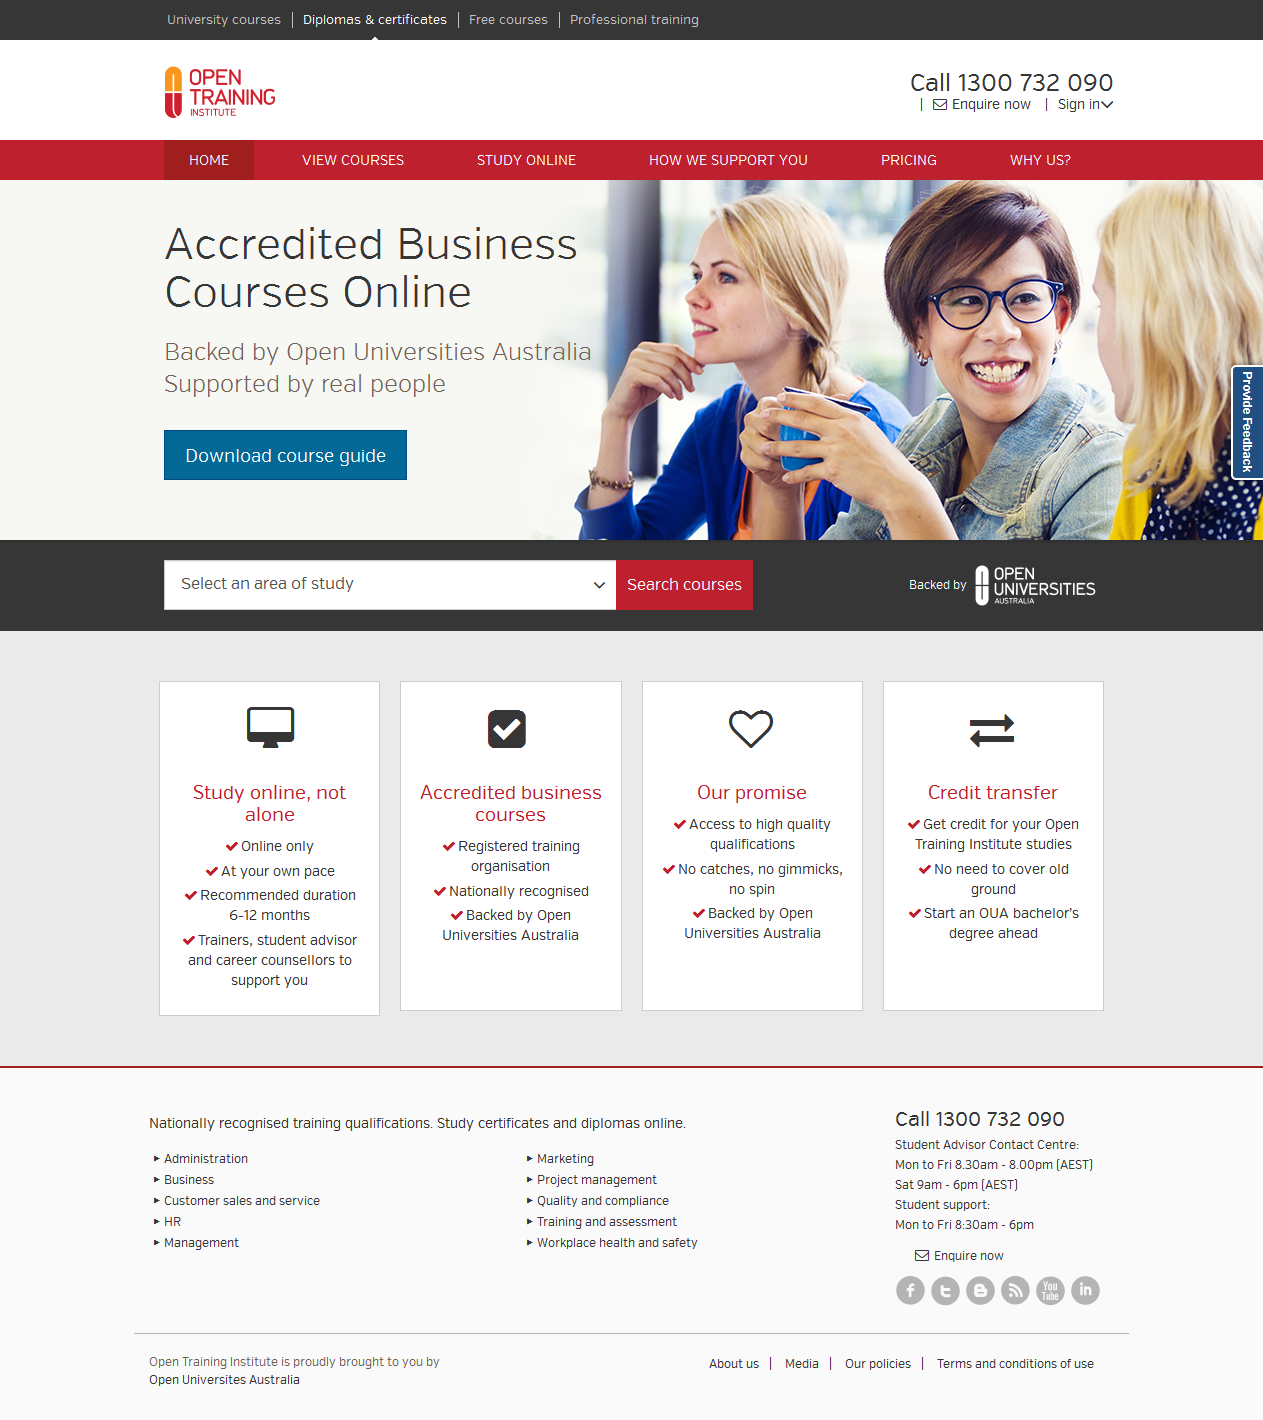 University courses
Diplomas & certificates
Free courses
Professional training
OPEN
TRAINING
INSTITUTE
Call 1300 732 090
Enquire now
Sign in
HOME
VIEW COURSES
STUDY ONLINE
HOW WE SUPPORT YOU
PRICING
WHY US?
Accredited Business
Courses Online
Backed by Open Universities Australia
Supported by real people
Download course guide
Provide Feedback
Select an area of study
Search courses
Backed by
OPEN
UNIVERSITIES
AUSTRALIA
Study online, not
alone
Online only
At your own pace
Recommended duration
6-12 months
Trainers, student advisor
and career counsellors to
support you
Accredited business
courses
Registered training
organisation
Nationally recognised
Backed by Open
Universities Australia
Our promise
Access to high quality
qualifications
No catches, no gimmicks,
no spin
Backed by Open
Universities Australia
Credit transfer
Get credit for your Open
Training Institute studies
No need to cover old
ground
Start an OUA bachelor's
degree ahead
Nationally recognised training qualifications. Study certificates and diplomas online.
Administration
Business
Customer sales and service
HR
Management
Marketing
Project management
Quality and compliance
Training and assessment
Workplace health and safety
Call 1300 732 090
Student Advisor Contact Centre:
Mon to Fri 8.30am - 8.00pm (AEST)
Sat 9am - 6pm (AEST)
Student support:
Mon to Fri 8:30am - 6pm
Enquire now
You
Tube
in
Open Training Institute is proudly brought to you by
Open Universites Australia
About us
Media
Our policies
Terms and conditions of use